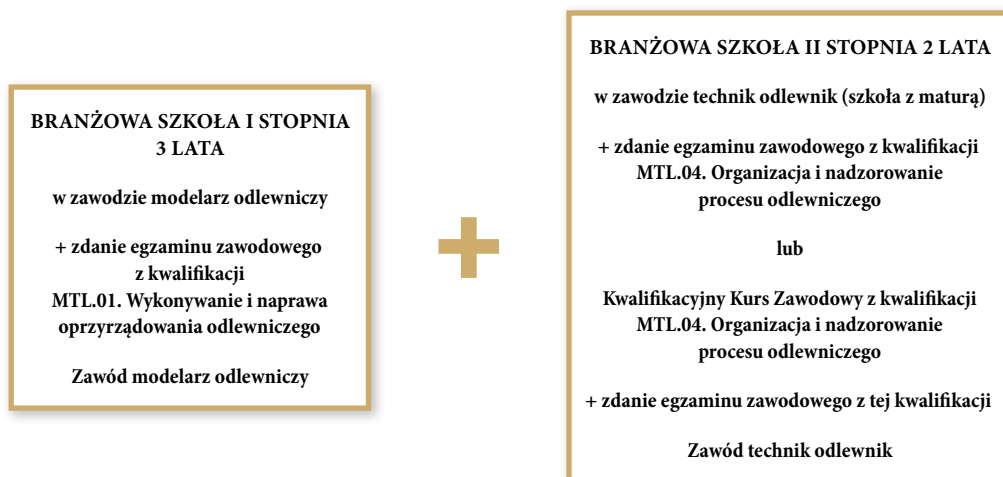 BRANŻOWA SZKOŁA I STOPNIA
3 LATA
w zawodzie modelarz odlewniczy
+ zdanie egzaminu zawodowego
z kwalifikacji
MTL.01. Wykonywanie i naprawa
oprzyrządowania odlewniczego
Zawód modelarz odlewniczy
+
BRANŻOWA SZKOŁA II STOPNIA 2 LATA
w zawodzie technik odlewnik (szkoła z maturą)
+ zdanie egzaminu zawodowego z kwalifikacji
MTL.04. Organizacja i nadzorowanie
procesu odlewniczego
lub
Kwalifikacyjny Kurs Zawodowy z kwalifikacji
MTL.04. Organizacja i nadzorowanie
procesu odlewniczego
+ zdanie egzaminu zawodowego z tej kwalifikacji
Zawód technik odlewnik